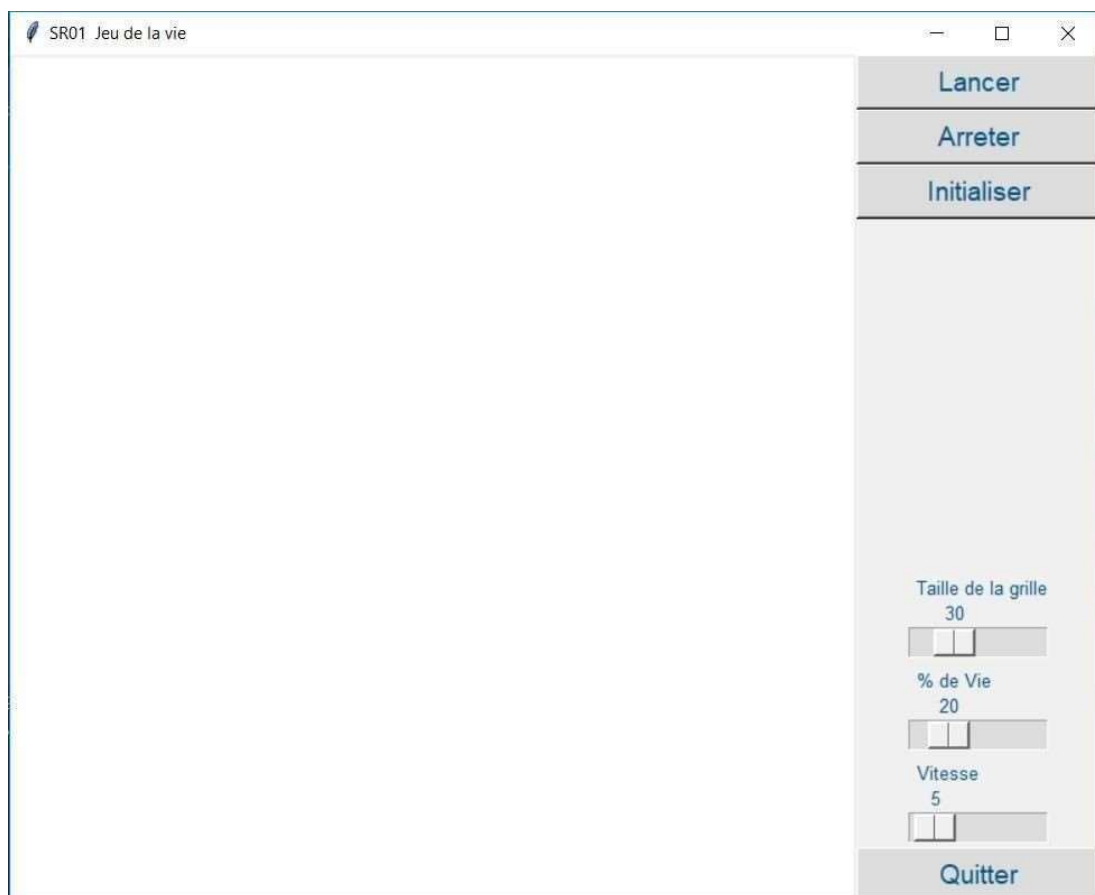 SR01 Jeu de la vie
Lancer
Arreter
Initialiser
Taille de la grille
30
% de Vie
20
Vitesse
5
Quitter